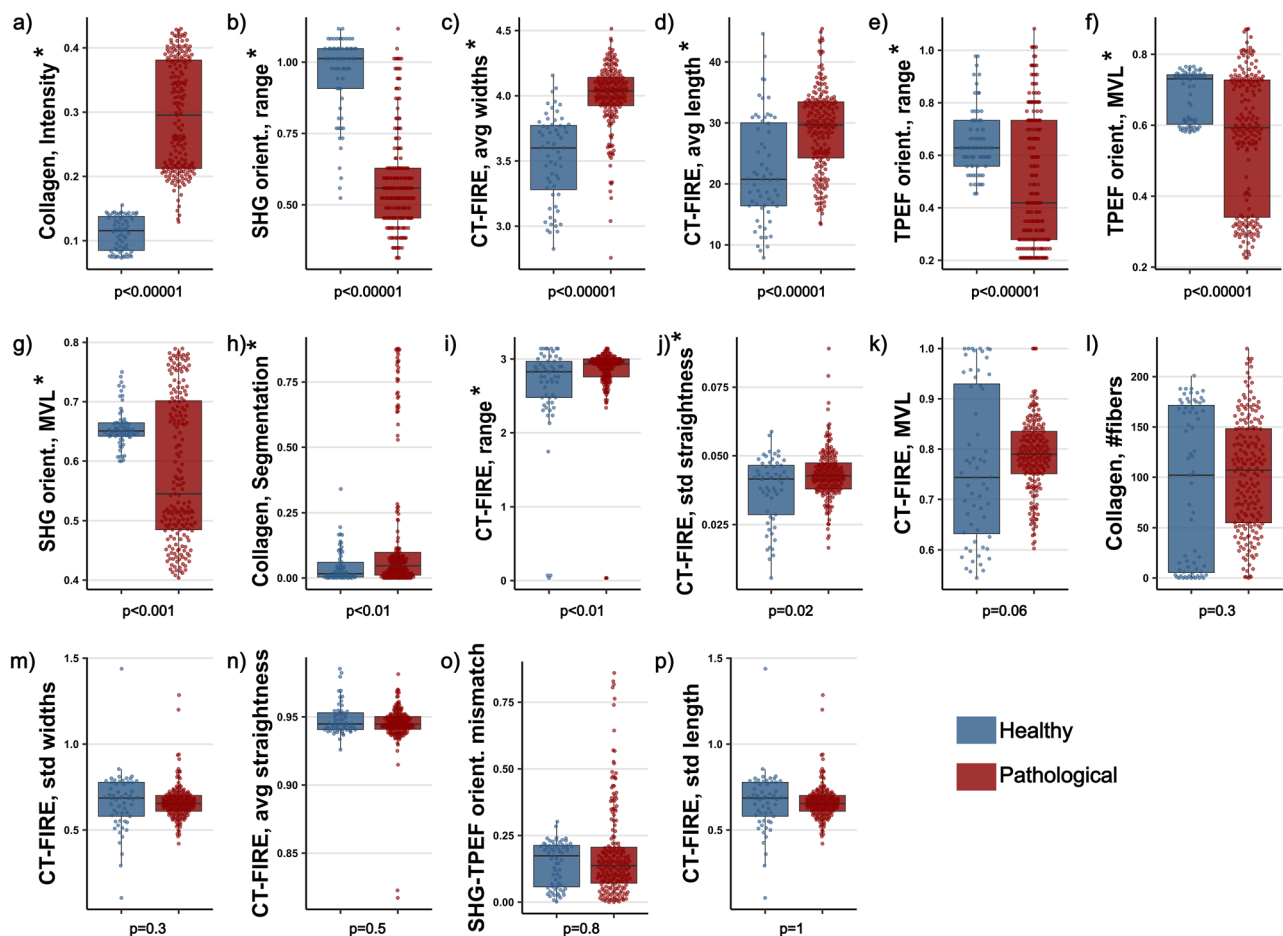 a)
Collagen, Intensity *
0.4
0.3
0.2
0.1
p<0.00001
b)
SHG orient., range *
1.00
0.75
0.50
p<0.00001
c)
CT-FIRE, avg widths *
4.5
4.0
3.5
3.0
p<0.00001
d)
CT-FIRE, avg length *
50
40
30
20
10
p<0.00001
e)
TPEF orient., range *
1.0
0.8
0.6
0.4
0.2
p<0.00001
f)
TPEF orient., MVL *
0.8
0.6
0.4
0.2
p<0.00001
g)
SHG orient., MVL *
0.8
0.7
0.6
0.5
0.4
p<0.001
h)
Collagen, Segmentation *
0.75
0.50
0.25
0.00
p<0.01
i)
CT-FIRE, range *
3
2
1
0
p<0.01
j)
CT-FIRE, std straightness *
0.075
0.050
0.025
p=0.02
k)
CT-FIRE, MVL
1.0
0.9
0.8
0.7
0.6
p=0.06
l)
Collagen, #fibers
200
150
100
50
0
p=0.3
m)
CT-FIRE, std widths
1.5
1.0
0.5
p=0.3
n)
CT-FIRE, avg straightness
0.95
0.90
0.85
p=0.5
o)
SHG-TPEF orient. mismatch
0.75
0.50
0.25
0.00
p=0.8
p)
CT-FIRE, std length
1.5
1.0
0.5
p=1
Healthy
Pathological